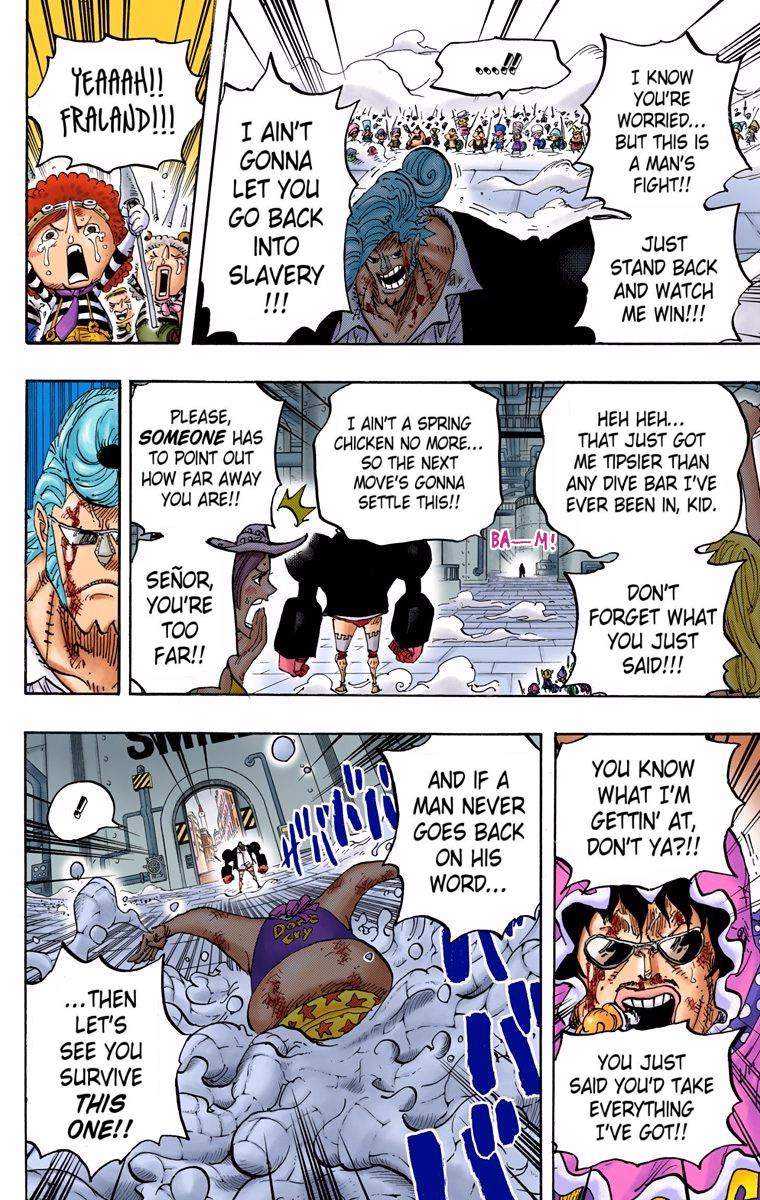 I KNOW
YOU'RE
WORRIED...
BUT THIS IS
A MAN'S
FIGHT!!
JUST
STAND BACK
AND WATCH
ME WIN!!!
....!!
I AIN'T
GONNA
LET YOU
GO BACK
INTO
SLAVERY
!!!
YEAAAH!!
FRALAND!!!
HEH HEH...
THAT JUST GOT
ME TIPSIER THAN
ANY DIVE BAR I'VE
EVER BEEN IN, KID.
DON'T
FORGET WHAT
YOU JUST
SAID!!!
I AIN'T A SPRING
CHICKEN NO MORE...
SO THE NEXT
MOVE'S GONNA
SETTLE THIS!!
BA—M!
PLEASE,
SOMEONE HAS
TO POINT OUT
HOW FAR AWAY
YOU ARE!!
SEÑOR,
YOU'RE
TOO
FAR!!
YOU KNOW
WHAT I'M
GETTIN' AT,
DON'T YA?!!
YOU JUST
SAID YOU'D TAKE
EVERYTHING
I'VE GOT!!
AND IF A
MAN NEVER
GOES BACK
ON HIS
WORD...
SMILE
!!
Don't
Cry
...THEN
LET'S
SEE YOU
SURVIVE
THIS
ONE!!